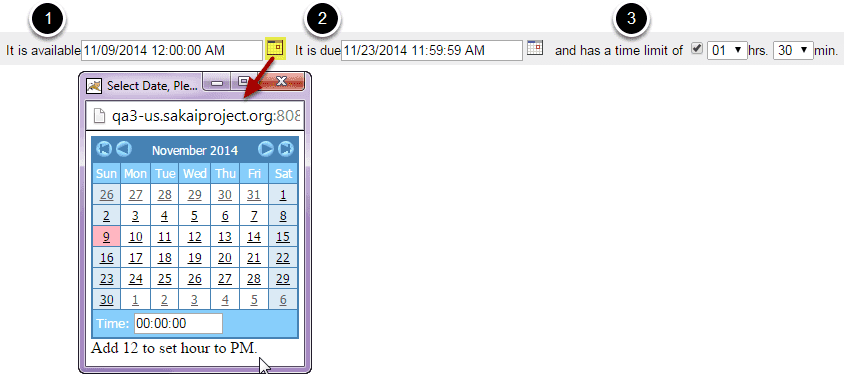 1 2 3
It is available 11/09/2014 12:00:00 AM It is due 11/23/2014 11:59:59 AM and has a time limit of 01 hrs. 30 min.
Select Date, Ple...
qa3-us.sakaiproject.org:808
November 2014
Sun Mon Tue Wed Thu Fri Sat
26 27 28 29 30 31 1
2 3 4 5 6 7 8
9 10 11 12 13 14 15
16 17 18 19 20 21 22
23 24 25 26 27 28 29
30 1 2 3 4 5 6
Time: 00:00:00
Add 12 to set hour to PM.